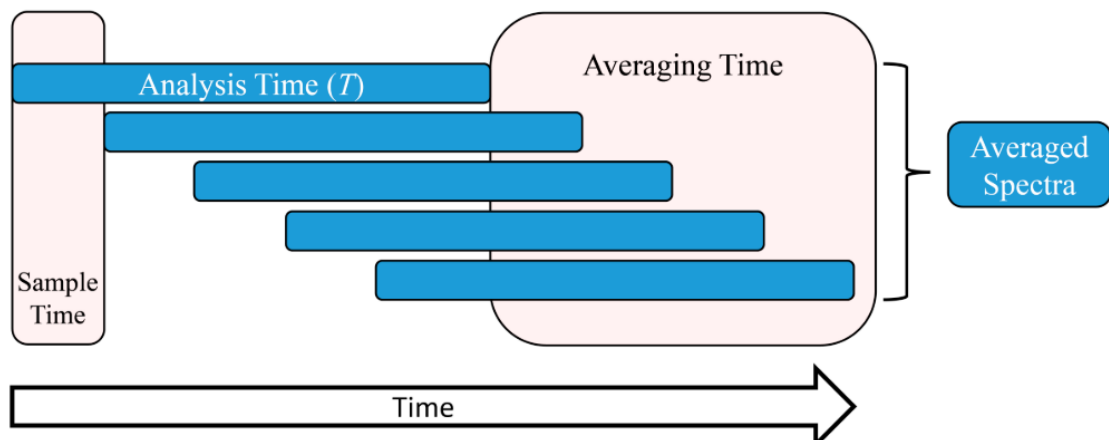 Analysis Time (T)
Averaging Time
Averaged
Spectra
Sample
Time
Time